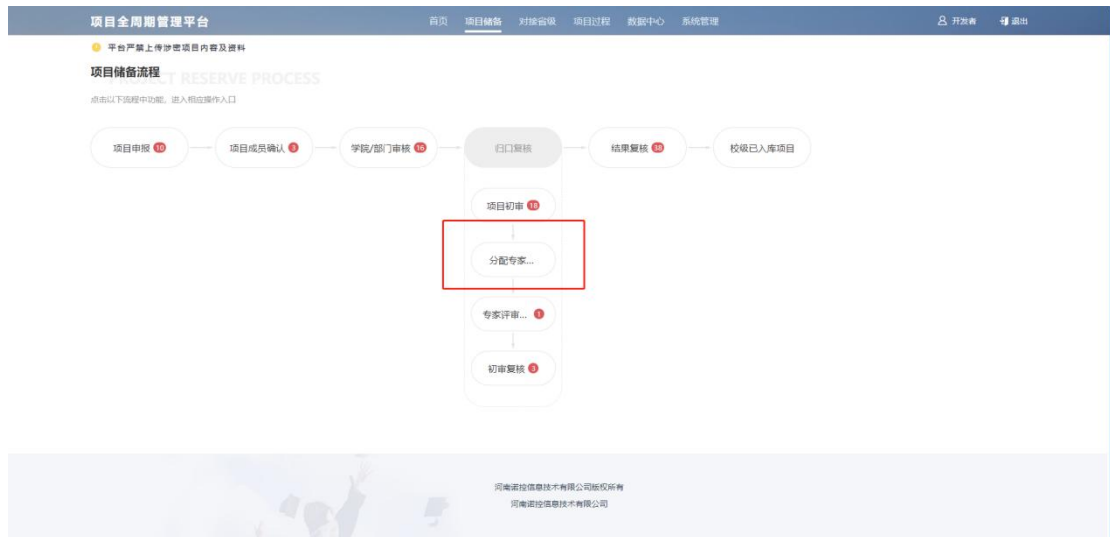 项目全周期管理平台
首页 项目储备 对接省级 项目过程 数据中心 系统管理
开发者 退出
平台严禁上传涉密项目内容及资料
项目储备流程
PROJECT RESERVE PROCESS
点击以下流程中功能，进入相应操作入口
项目申报 10
项目成员确认 3
学院/部门审核 16
归口复核
结果复核 38
校级已入库项目
项目初审 18
分配专家...
专家评审... 1
初审复核 3
河南诺控信息技术有限公司版权所有
河南诺控信息技术有限公司